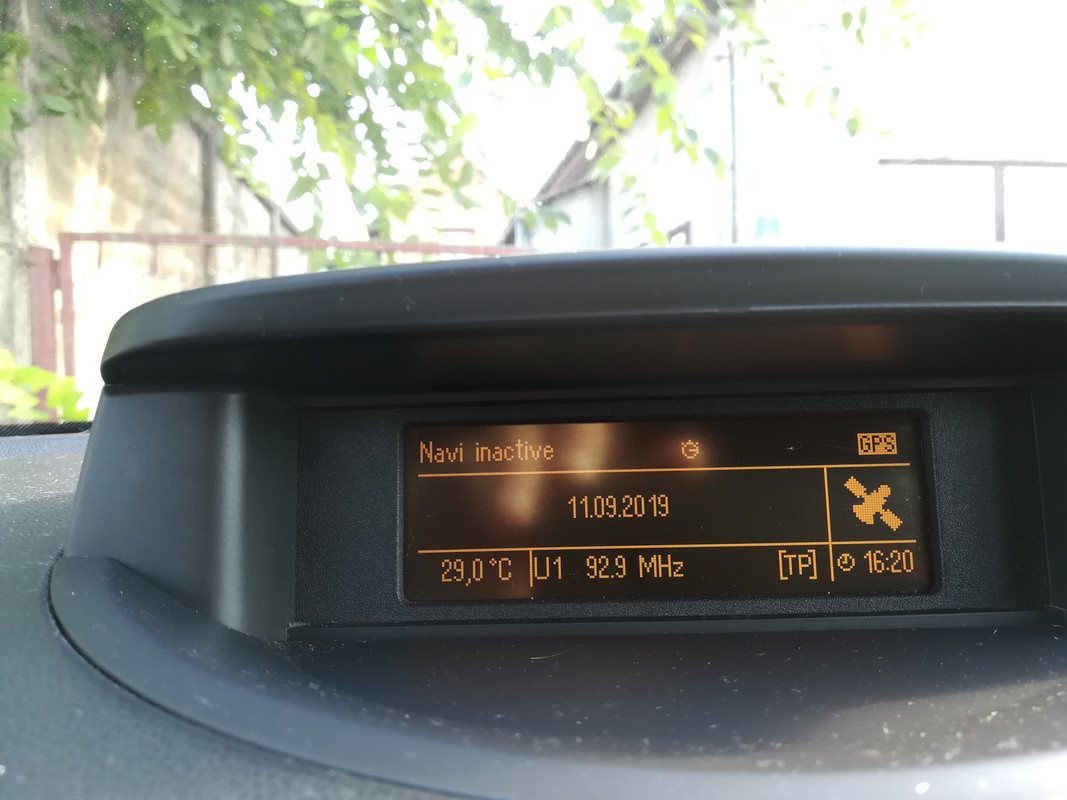 Navi inactive GPS
11.09.2019
29,0°C U1 92.9 MHz [TP] 16:20